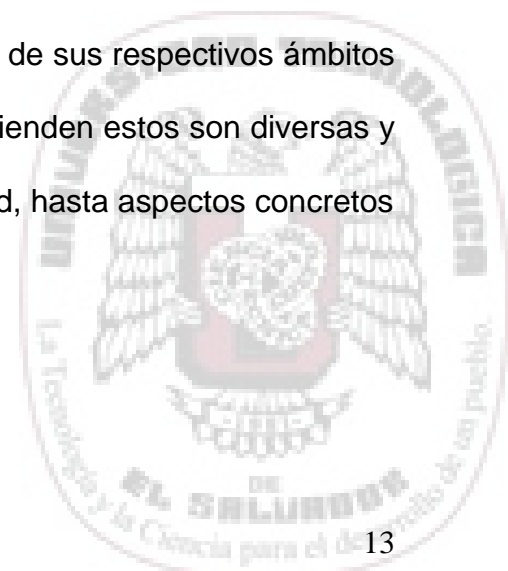 de sus respectivos ámbitos
ienden estos son diversas y
d, hasta aspectos concretos
UNIVERSIDAD TECNOLOGICA
La Tecnología y la Ciencia para el desarrollo de un pueblo.
DE
EL SALVADOR
13